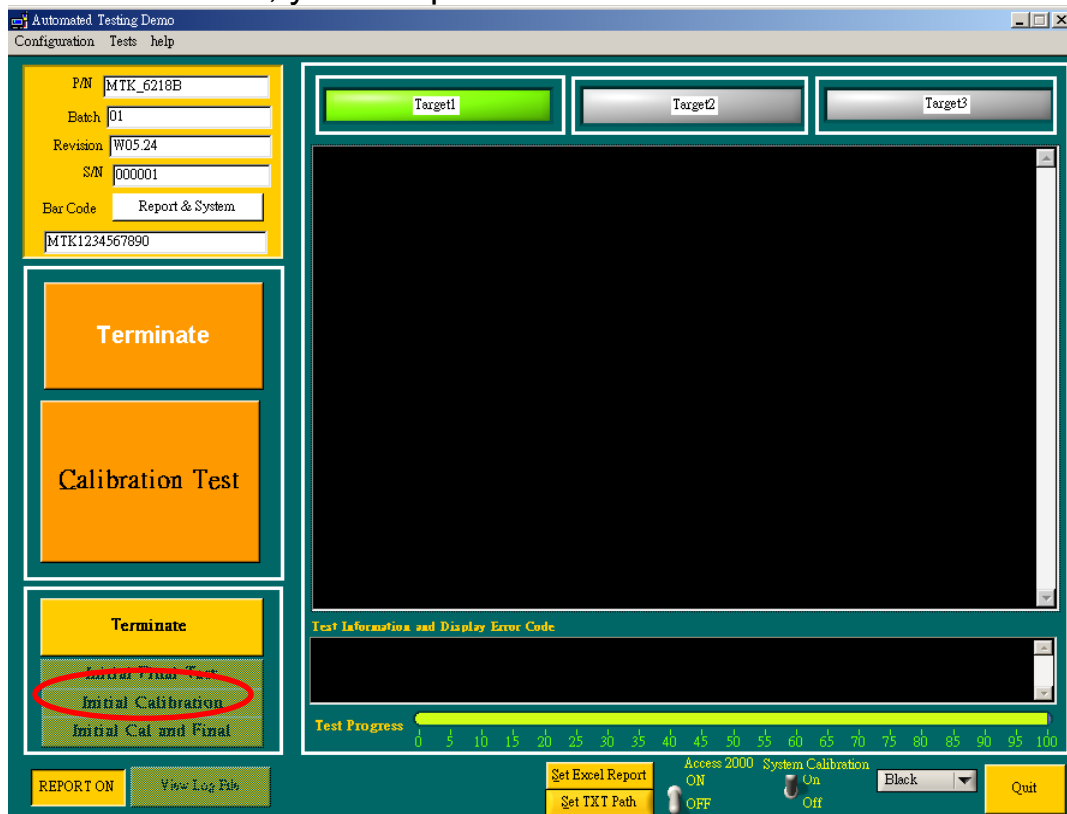 Automated Testing Demo
Configuration Tests help
P/N MTK_6218B
Batch 01
Revision W05.24
S/N 000001
Bar Code Report & System
MTK1234567890
Terminate
Calibration Test
Terminate
Initial Final Test
Initial Calibration
Initial Cal and Final
REPORT ON View Log File
Target1 Target2 Target3
Test Information and Display Error Code
Test Progress
0 5 10 15 20 25 30 35 40 45 50 55 60 65 70 75 80 85 90 95 100
Set Excel Report
Set TXT Path
Access 2000
ON
OFF
System Calibration
On
Off
Black
Quit